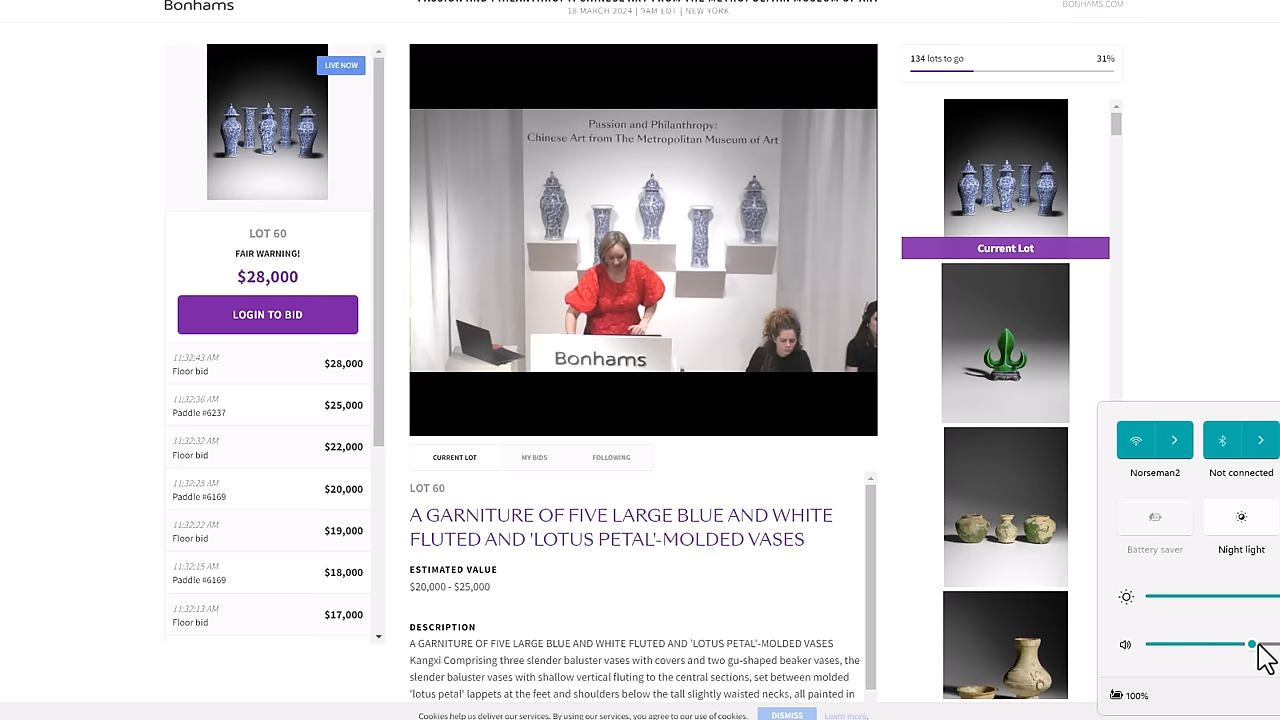 Bonhams
PASSION AND PHILANTHROPY: CHINESE ART FROM THE METROPOLITAN MUSEUM OF ART
18 MARCH 2024 | 9AM EDT | NEW YORK
BONHAMS.COM
LIVE NOW
LOT 60
FAIR WARNING!
$28,000
LOGIN TO BID
11:32:43 AM
Floor bid
$28,000
11:32:36 AM
Paddle #6237
$25,000
11:32:32 AM
Floor bid
$22,000
11:32:25 AM
Paddle #6169
$20,000
11:32:22 AM
Floor bid
$19,000
11:32:15 AM
Paddle #6169
$18,000
11:32:13 AM
Floor bid
$17,000
Passion and Philanthropy:
Chinese Art from The Metropolitan Museum of Art
Bonhams
CURRENT LOT
MY BIDS
FOLLOWING
LOT 60
A GARNITURE OF FIVE LARGE BLUE AND WHITE
FLUTED AND 'LOTUS PETAL'-MOLDED VASES
ESTIMATED VALUE
$20,000 - $25,000
DESCRIPTION
A GARNITURE OF FIVE LARGE BLUE AND WHITE FLUTED AND 'LOTUS PETAL'-MOLDED VASES
Kangxi Comprising three slender baluster vases with covers and two gu-shaped beaker vases, the
slender baluster vases with shallow vertical fluting to the central sections, set between molded
'lotus petal' lappets at the feet and shoulders below the tall slightly waisted necks, all painted in
134 lots to go
31%
Current Lot
Norseman2
Not connected
Battery saver
Night light
100%
Cookies help us deliver our services. By using our services, you agree to our use of cookies.
DISMISS
Learn more.